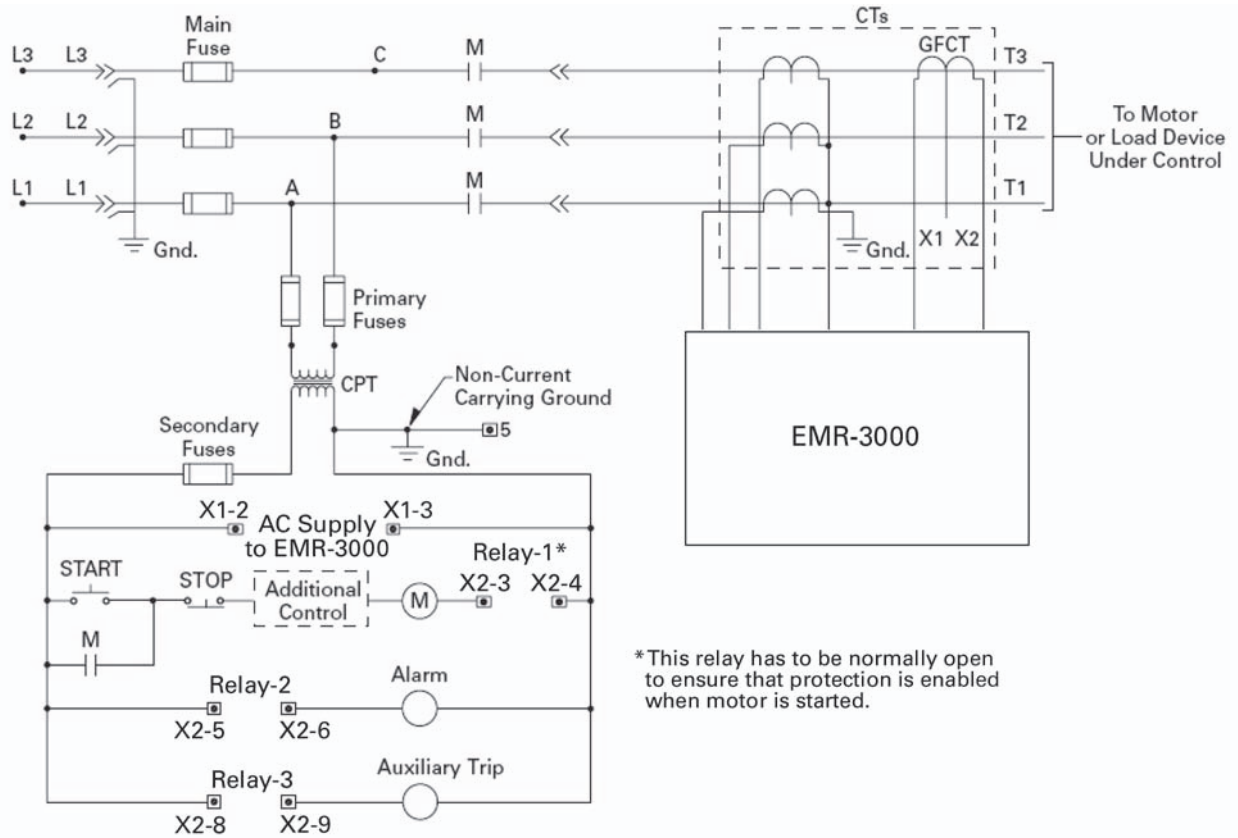 CTs
Main
Fuse
L3 L3 C M GFCT T3
L2 L2 B M T2
To Motor
or Load Device
Under Control
L1 L1 A M T1
Gnd.
Gnd. X1 X2
Primary
Fuses
CPT
Non-Current
Carrying Ground
5
Gnd.
EMR-3000
Secondary
Fuses
X1-2 X1-3
AC Supply
to EMR-3000
Relay-1*
START STOP X2-3 X2-4
Additional
Control
M
M
*This relay has to be normally open
to ensure that protection is enabled
when motor is started.
Relay-2 Alarm
X2-5 X2-6
Relay-3 Auxiliary Trip
X2-8 X2-9